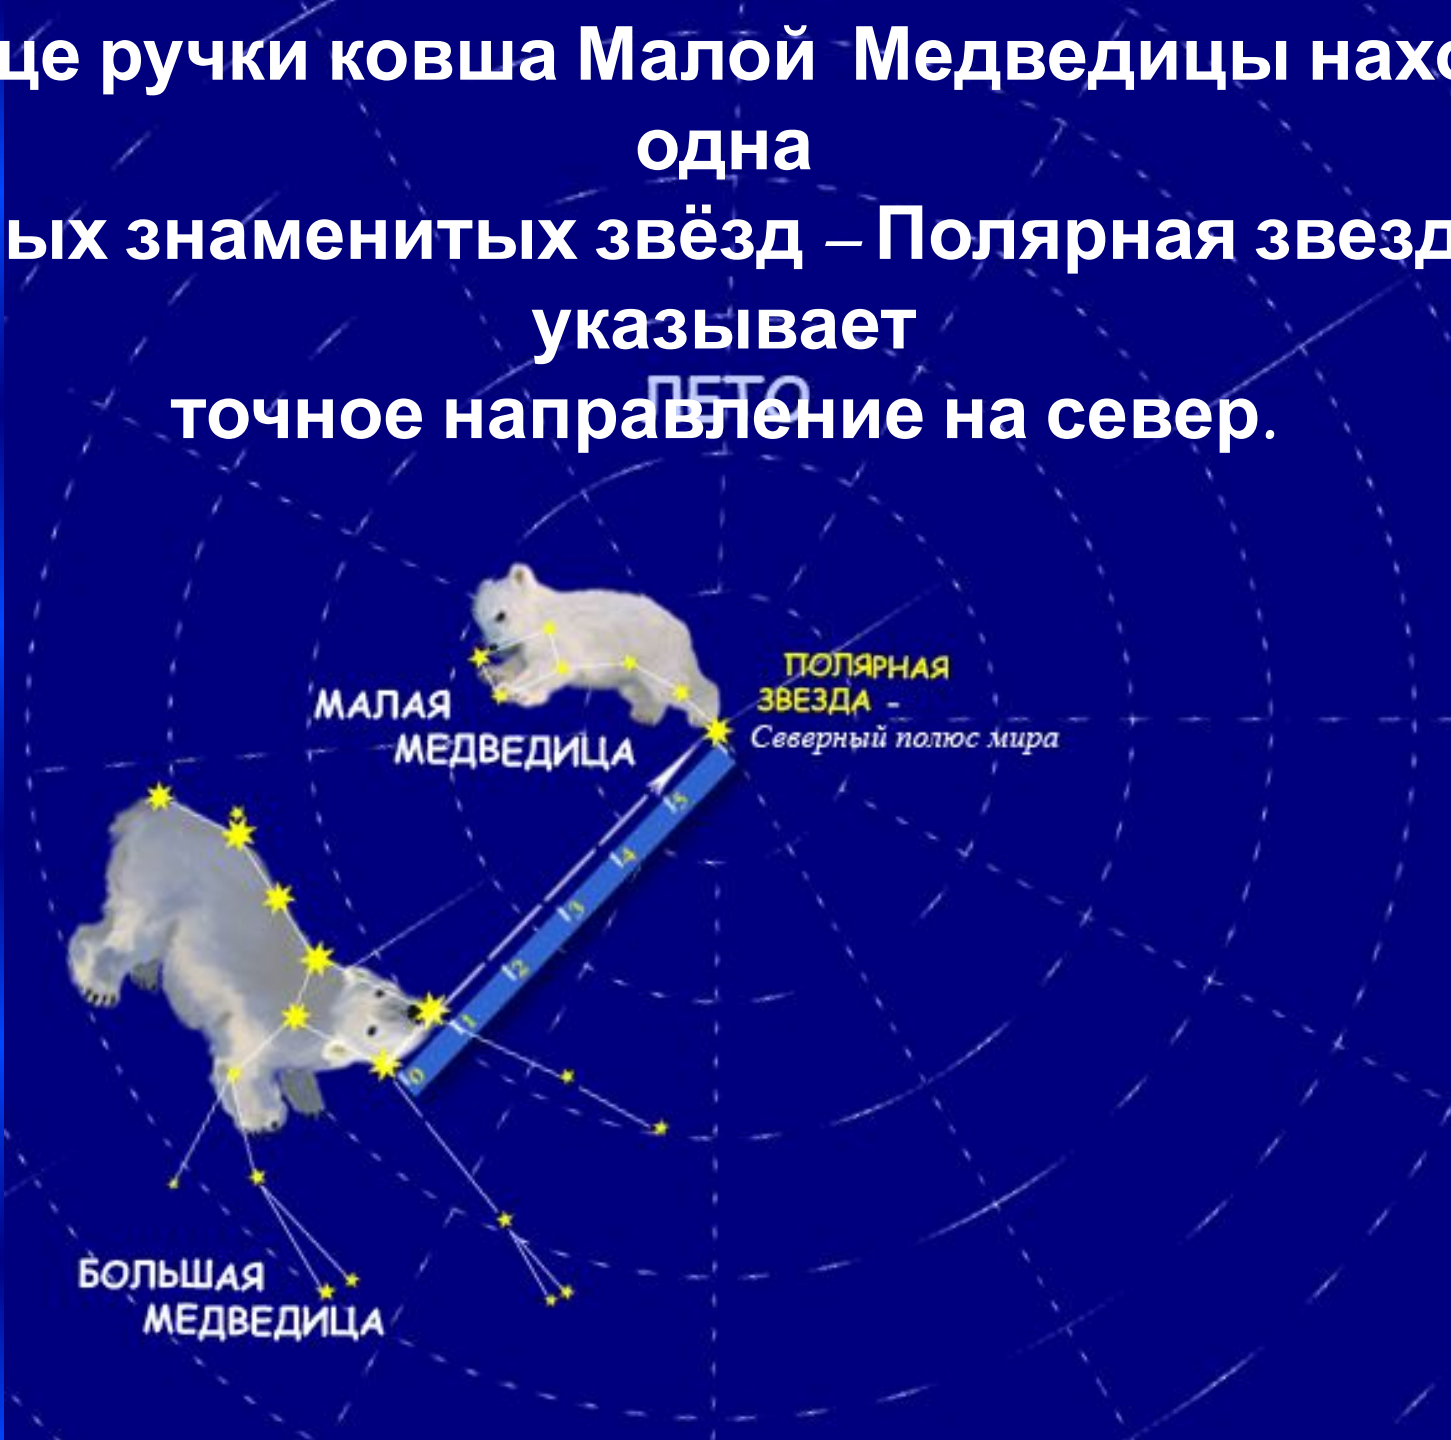 це ручки ковша Малой Медведицы нахо
одна
ых знаменитых звёзд – Полярная звезд
указывает
ЛЕТО
точное направление на север.
ПОЛЯРНАЯ
ЗВЕЗДА -
Северный полюс мира
МАЛАЯ
МЕДВЕДИЦА
5
4
3
2
1
0
БОЛЬШАЯ
МЕДВЕДИЦА